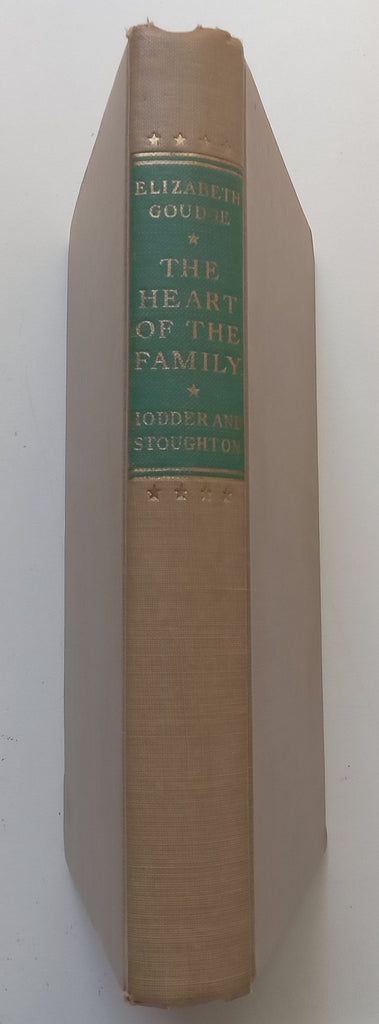 ELIZABETH
GOUDGE
THE
HEART
OF THE
FAMILY
HODDER AND
STOUGHTON